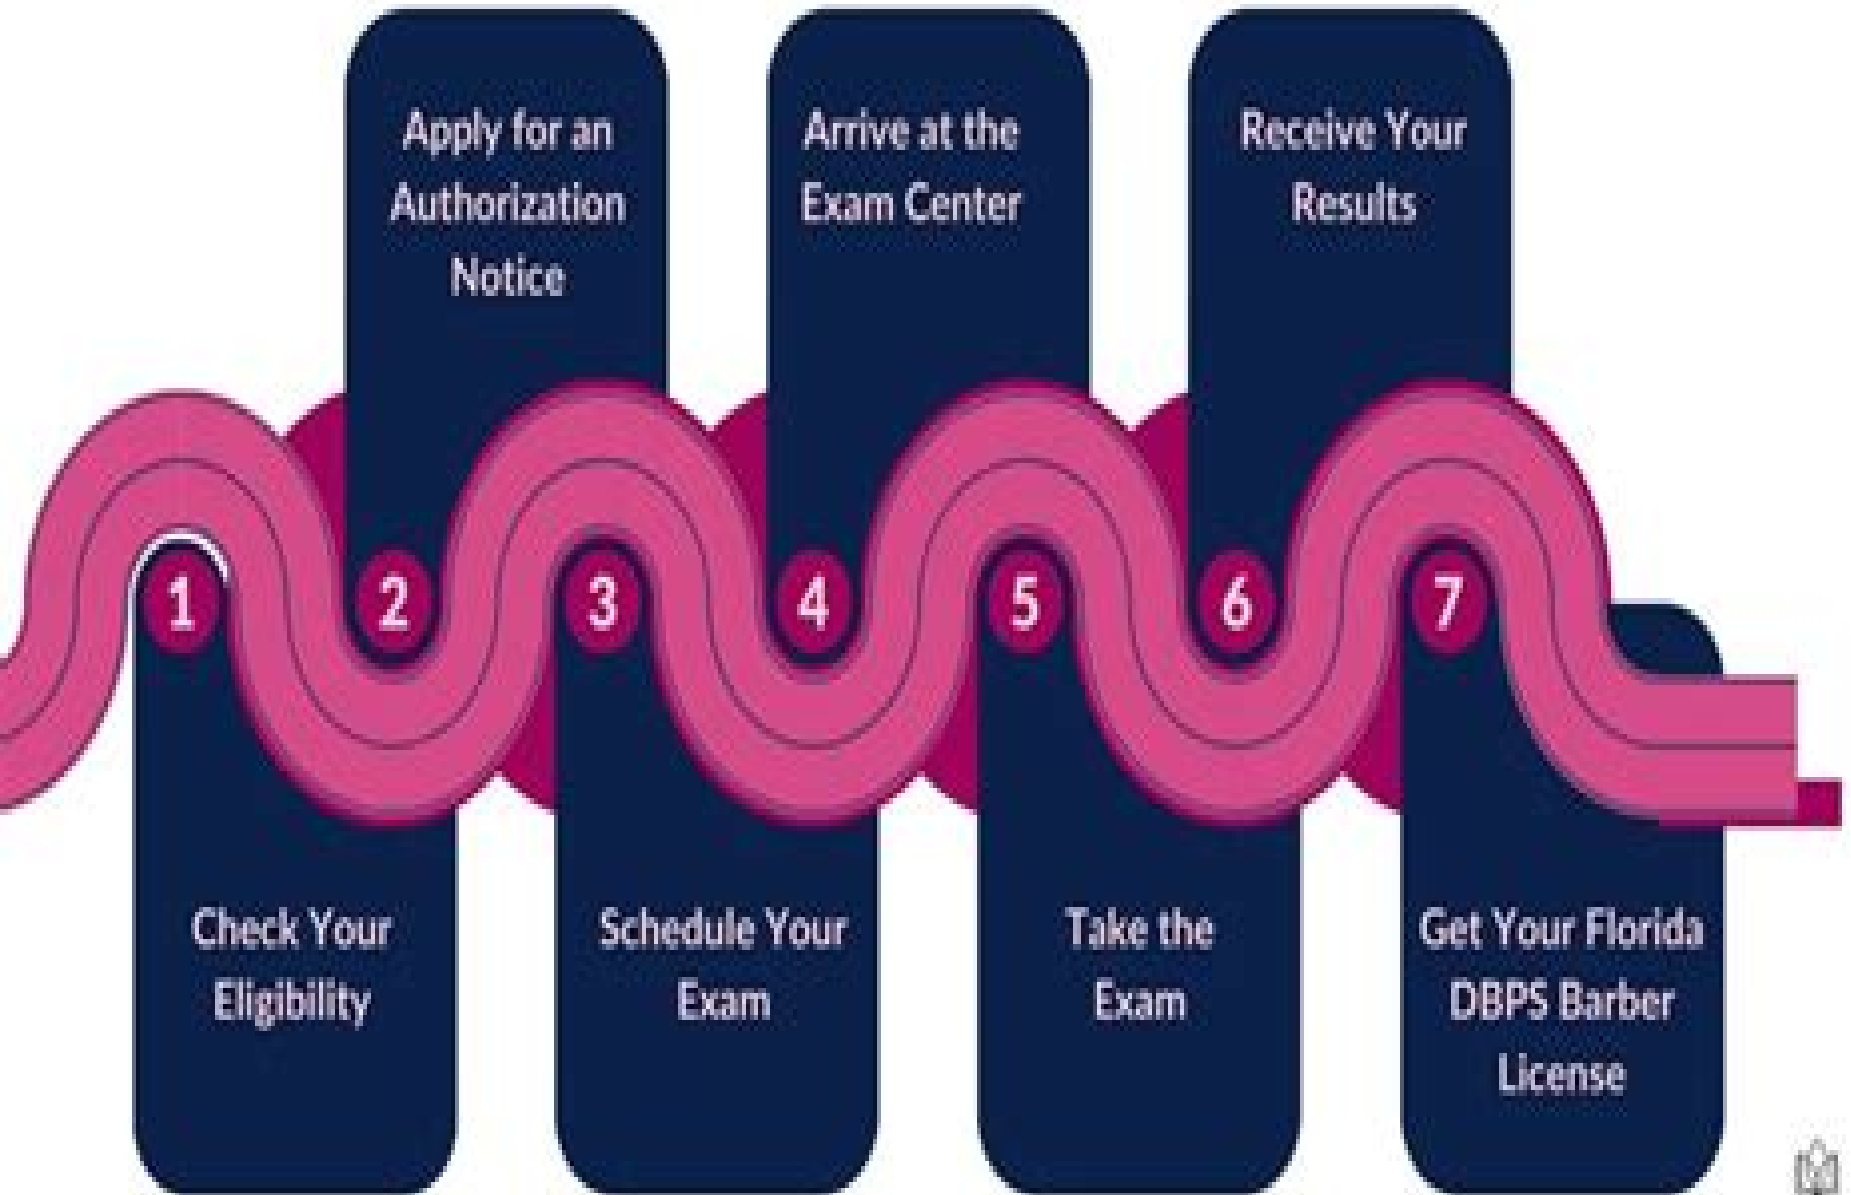 1
Check Your
Eligibility
2
Apply for an
Authorization
Notice
3
Schedule Your
Exam
4
Arrive at the
Exam Center
5
Take the
Exam
6
Receive Your
Results
7
Get Your Florida
DBPS Barber
License